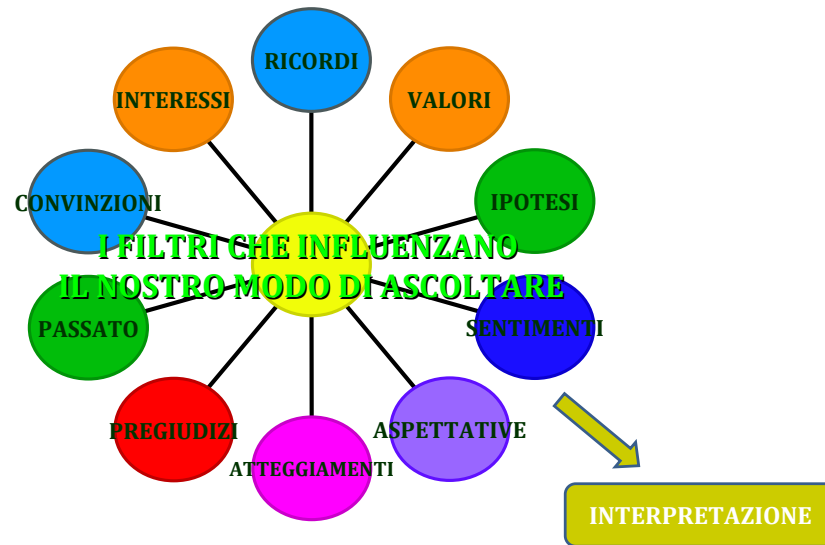 RICORDI
INTERESSI
VALORI
CONVINZIONI
IPOTESI
I FILTRI CHE INFLUENZANO
IL NOSTRO MODO DI ASCOLTARE
PASSATO
SENTIMENTI
PREGIUDIZI
ASPETTATIVE
ATTEGGIAMENTI
INTERPRETAZIONE